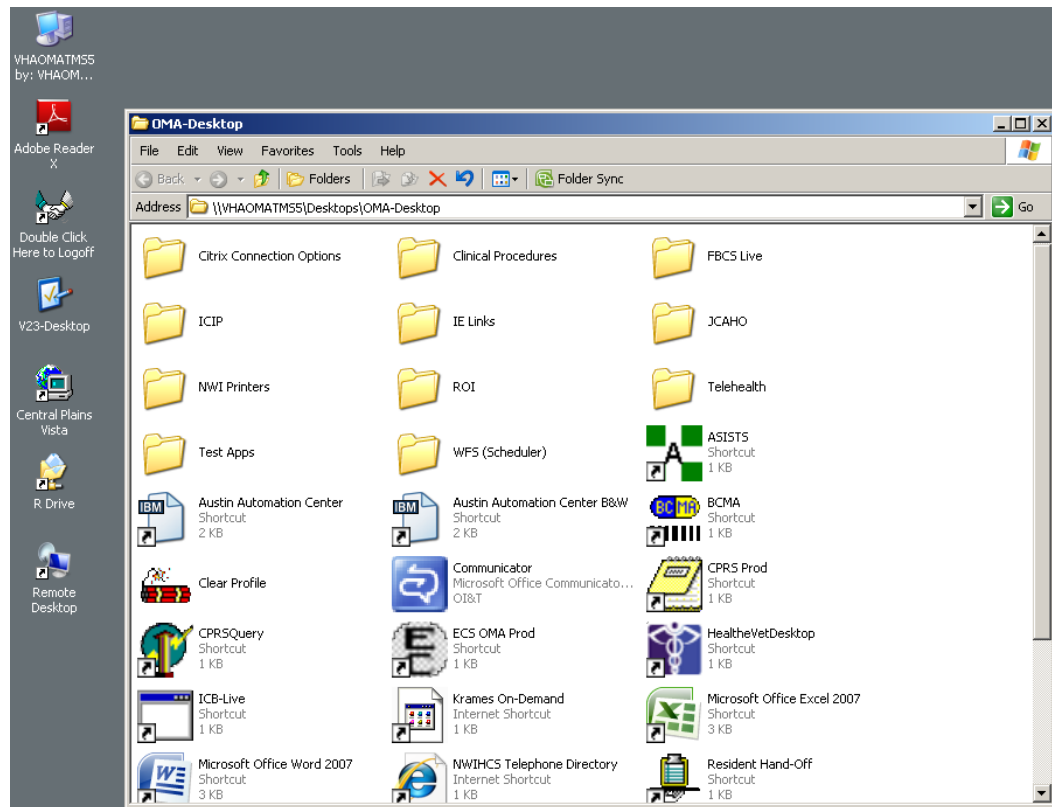 VHAOMATMS5
by: VHAOM...
Adobe Reader
X
Double Click
Here to Logoff
V23-Desktop
Central Plains
Vista
R Drive
Remote
Desktop
OMA-Desktop
File Edit View Favorites Tools Help
Back Folders Folder Sync
Address \\VHAOMATMS5\Desktops\OMA-Desktop Go
Citrix Connection Options
Clinical Procedures
FBCS Live
ICIP
IE Links
JCAHO
NWI Printers
ROI
Telehealth
Test Apps
WFS (Scheduler)
A
ASISTS
Shortcut
1 KB
IBM
Austin Automation Center
Shortcut
2 KB
IBM
Austin Automation Center B&W
Shortcut
2 KB
BC MA
BCMA
Shortcut
1 KB
Clear Profile
Communicator
Microsoft Office Communicato...
OI&T
CPRS Prod
Shortcut
1 KB
CPRSQuery
Shortcut
1 KB
E
C
ECS OMA Prod
Shortcut
1 KB
HealtheVetDesktop
Shortcut
1 KB
ICB-Live
Shortcut
1 KB
Krames On-Demand
Internet Shortcut
1 KB
Microsoft Office Excel 2007
Shortcut
3 KB
W
Microsoft Office Word 2007
Shortcut
3 KB
NWIHCS Telephone Directory
Internet Shortcut
1 KB
Resident Hand-Off
Shortcut
1 KB